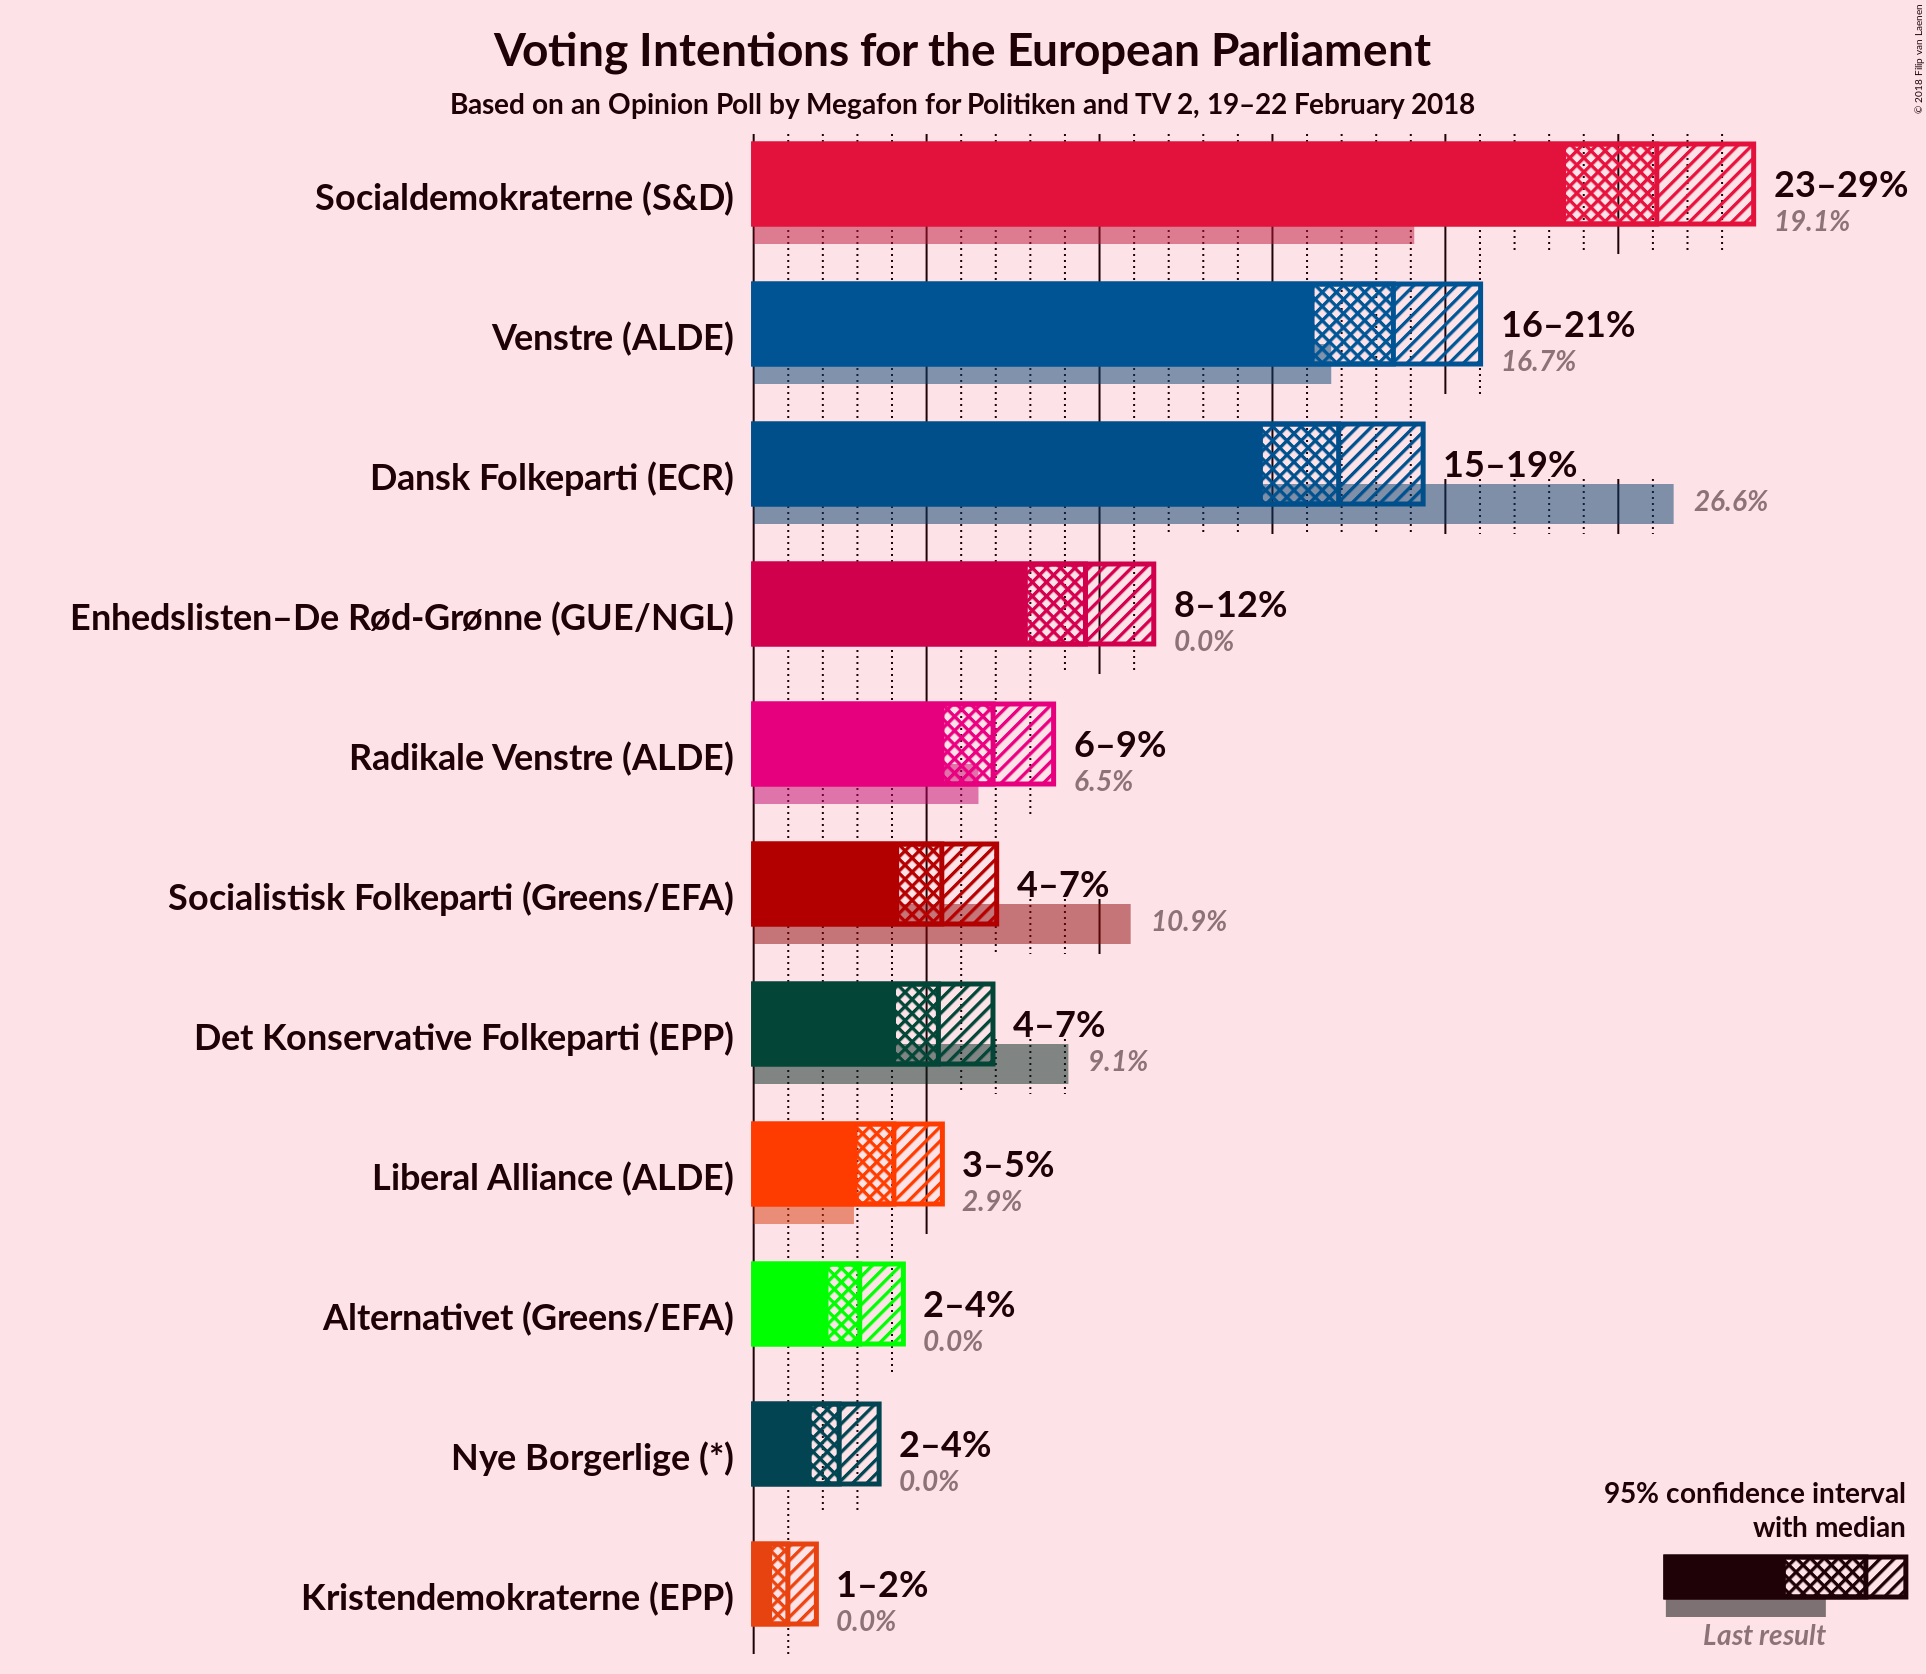 Voting Intentions for the European Parliament
Based on an Opinion Poll by Megafon for Politiken and TV 2, 19–22 February 2018
© 2018 Filip van Laenen
Socialdemokraterne (S&D)
23–29%
19.1%
Venstre (ALDE)
16–21%
16.7%
Dansk Folkeparti (ECR)
15–19%
26.6%
Enhedslisten–De Rød-Grønne (GUE/NGL)
8–12%
0.0%
Radikale Venstre (ALDE)
6–9%
6.5%
Socialistisk Folkeparti (Greens/EFA)
4–7%
10.9%
Det Konservative Folkeparti (EPP)
4–7%
9.1%
Liberal Alliance (ALDE)
3–5%
2.9%
Alternativet (Greens/EFA)
2–4%
0.0%
Nye Borgerlige (*)
2–4%
0.0%
Kristendemokraterne (EPP)
1–2%
0.0%
95% confidence interval
with median
Last result